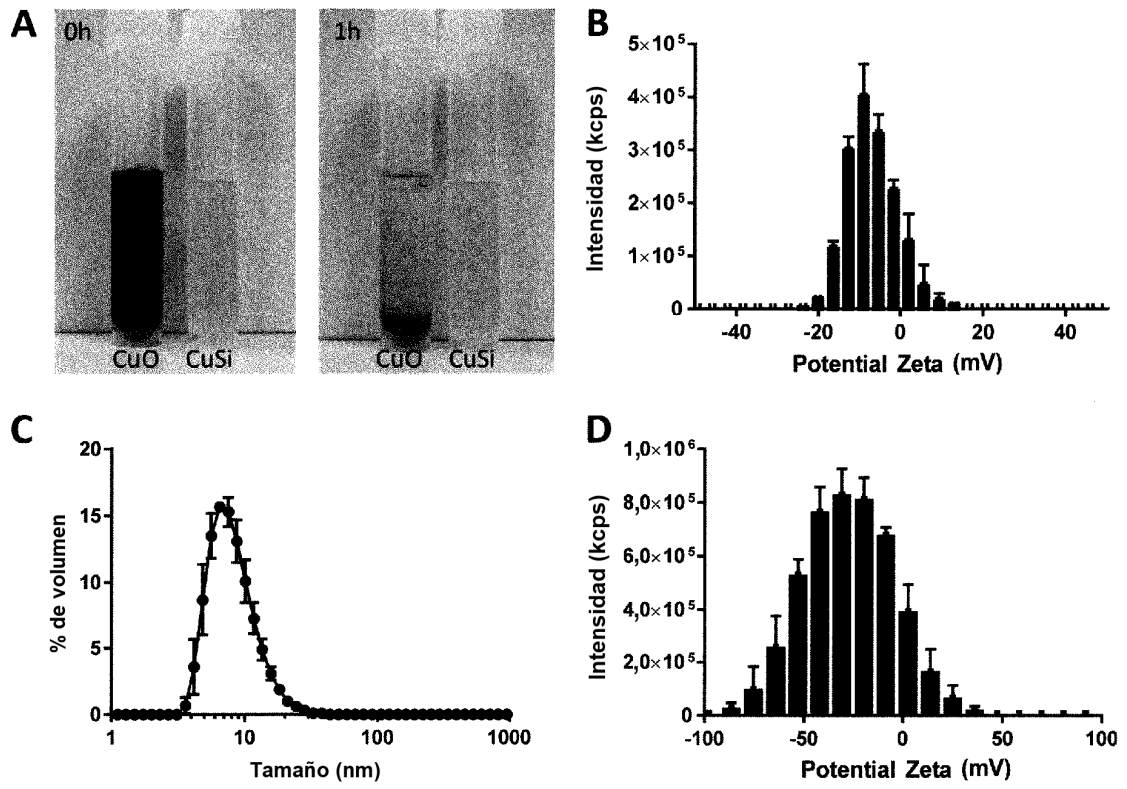 A
0h
1h
CuO CuSi
CuO CuSi
B
Intensidad (kcps)
5×10⁵
4×10⁵
3×10⁵
2×10⁵
1×10⁵
0
-40 -20 0 20 40
Potential Zeta (mV)
C
% de volumen
20
15
10
5
0
1 10 100 1000
Tamaño (nm)
D
Intensidad (kcps)
1,0×10⁶
8,0×10⁵
6,0×10⁵
4,0×10⁵
2,0×10⁵
0
-100 -50 0 50 100
Potential Zeta (mV)